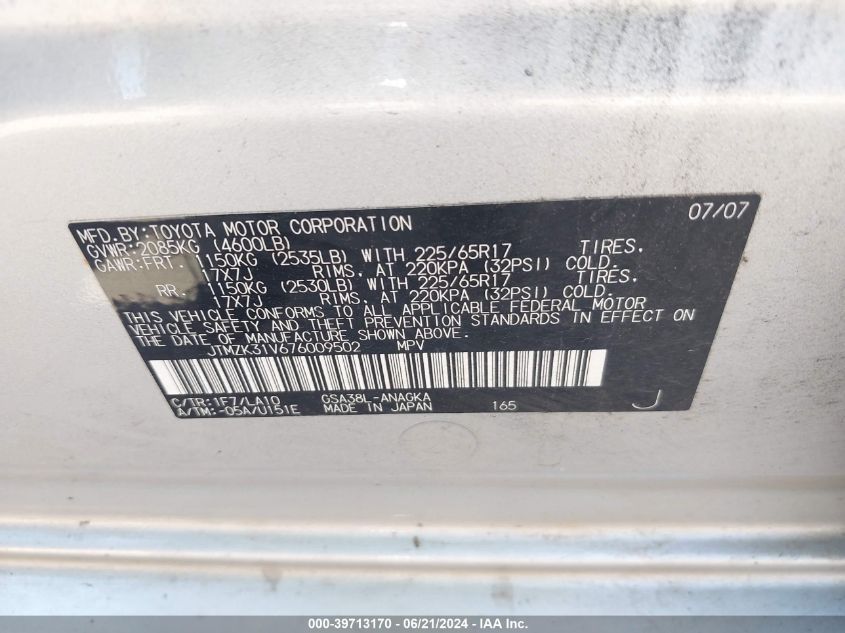 MFD.BY:TOYOTA MOTOR CORPORATION 07/07
GVWR:2085KG (4600LB)
GAWR:FRT. 1150KG (2535LB) WITH 225/65R17 TIRES.
17X7J RIMS. AT 220KPA (32PSI) COLD.
RR. 1150KG (2530LB) WITH 225/65R17 TIRES.
17X7J RIMS. AT 220KPA (32PSI) COLD.
THIS VEHICLE CONFORMS TO ALL APPLICABLE FEDERAL MOTOR
VEHICLE SAFETY AND THEFT PREVENTION STANDARDS IN EFFECT ON
THE DATE OF MANUFACTURE SHOWN ABOVE.
JTMZK31V676009502 MPV
C/TR:1F7/LA10 GSA38L-ANAGKA
A/TM:-05A/U151E MADE IN JAPAN 165 J
000-39713170 - 06/21/2024 - IAA Inc.